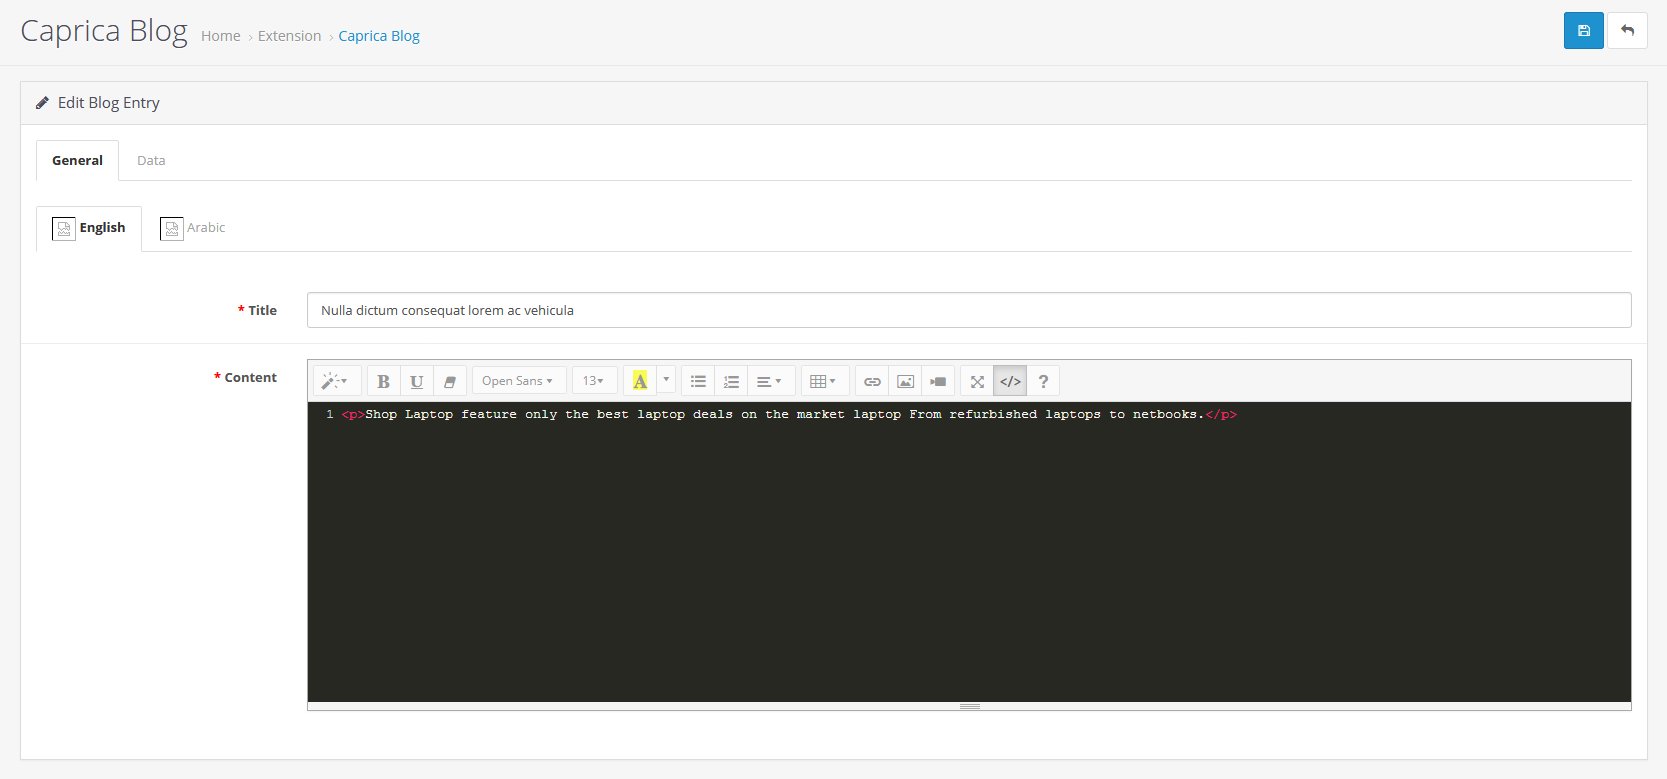 Caprica Blog Home › Extension › Caprica Blog
Edit Blog Entry
General Data
English Arabic
* Title Nulla dictum consequat lorem ac vehicula
* Content
B U Open Sans 13 A </> ?
1 <p>Shop Laptop feature only the best laptop deals on the market laptop From refurbished laptops to netbooks.</p>